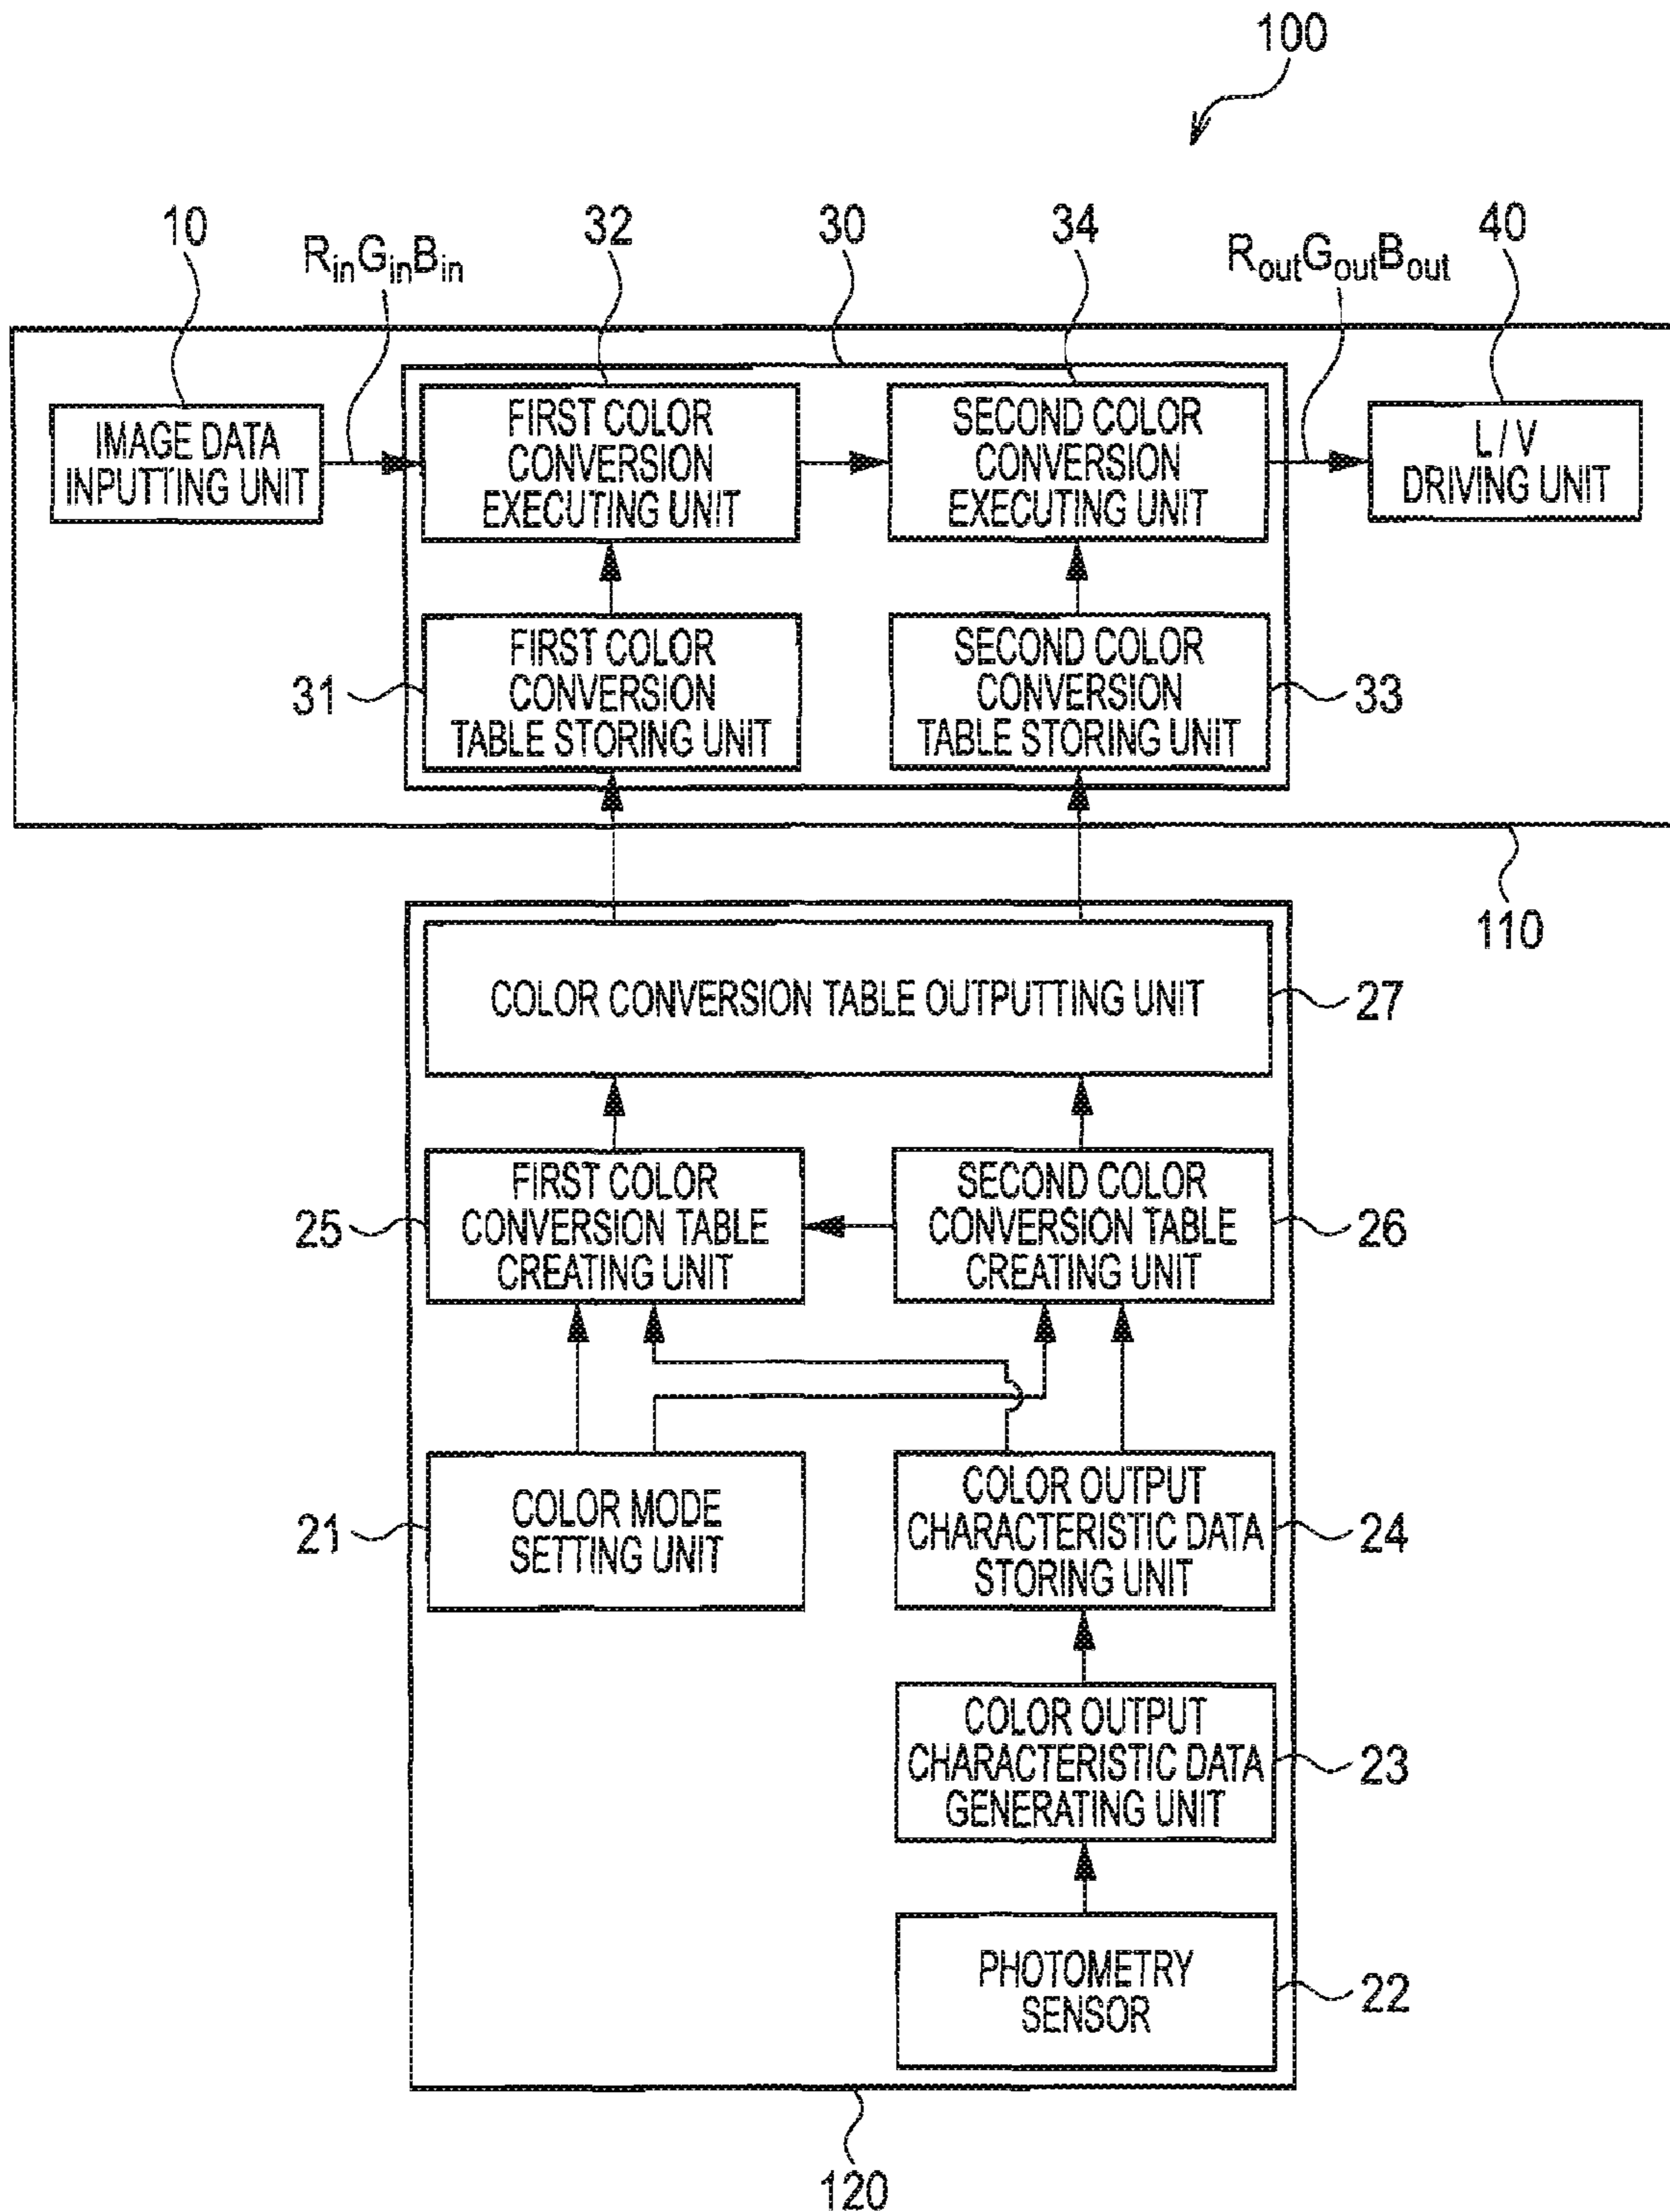 100
10
R_inG_inB_in
32
30
34
R_outG_outB_out
40
IMAGE DATA
INPUTTING UNIT
FIRST COLOR
CONVERSION
EXECUTING UNIT
SECOND COLOR
CONVERSION
EXECUTING UNIT
L / V
DRIVING UNIT
31
FIRST COLOR
CONVERSION
TABLE STORING UNIT
SECOND COLOR
CONVERSION
TABLE STORING UNIT
33
110
COLOR CONVERSION TABLE OUTPUTTING UNIT
27
25
FIRST COLOR
CONVERSION TABLE
CREATING UNIT
SECOND COLOR
CONVERSION TABLE
CREATING UNIT
26
21
COLOR MODE
SETTING UNIT
COLOR OUTPUT
CHARACTERISTIC DATA
STORING UNIT
24
COLOR OUTPUT
CHARACTERISTIC DATA
GENERATING UNIT
23
PHOTOMETRY
SENSOR
22
120